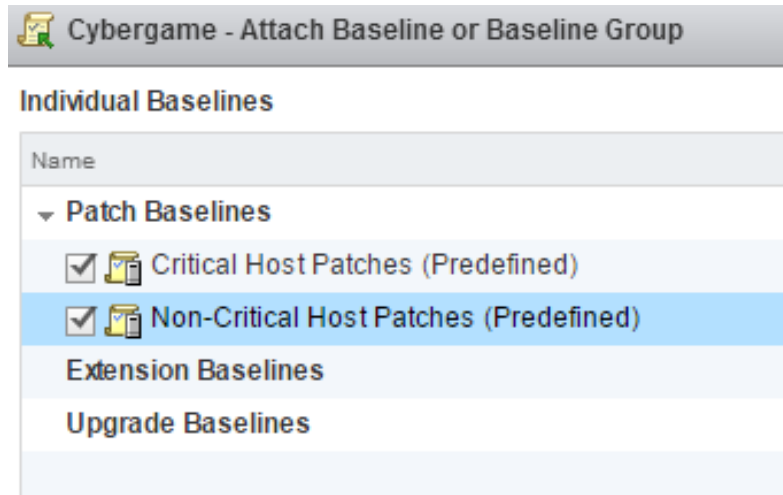 Cybergame - Attach Baseline or Baseline Group
Individual Baselines
Name
Patch Baselines
Critical Host Patches (Predefined)
Non-Critical Host Patches (Predefined)
Extension Baselines
Upgrade Baselines